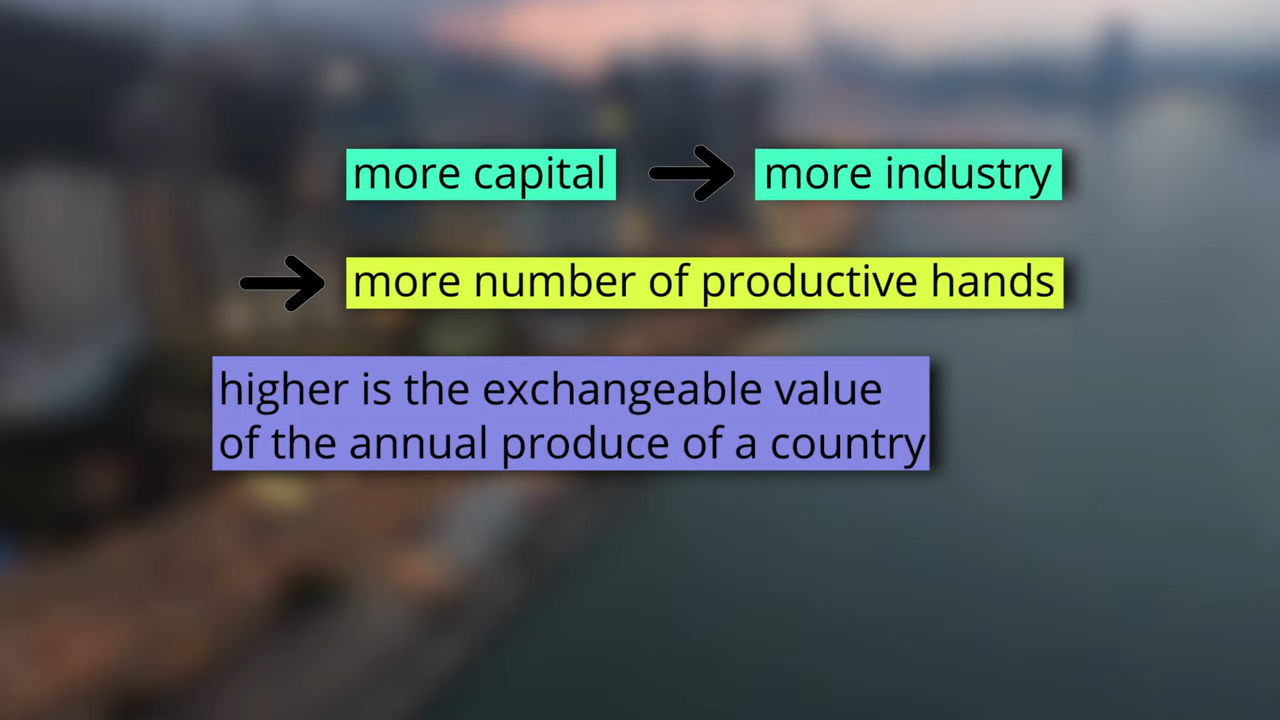 more capital → more industry
→ more number of productive hands
higher is the exchangeable value
of the annual produce of a country